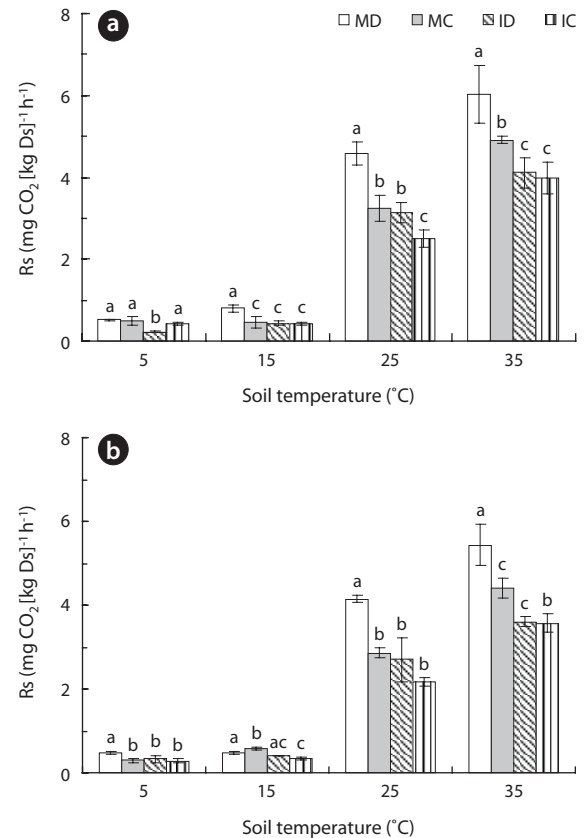 a
MD MC ID IC
8
6
4
2
0
Rs (mg CO₂ [kg Ds]⁻¹ h⁻¹)
a a b a
a c c c
a b b c
a b c c
5 15 25 35
Soil temperature (˚C)
b
8
6
4
2
0
Rs (mg CO₂ [kg Ds]⁻¹ h⁻¹)
a b b b
a b ac c
a b b b
a c c b
5 15 25 35
Soil temperature (˚C)